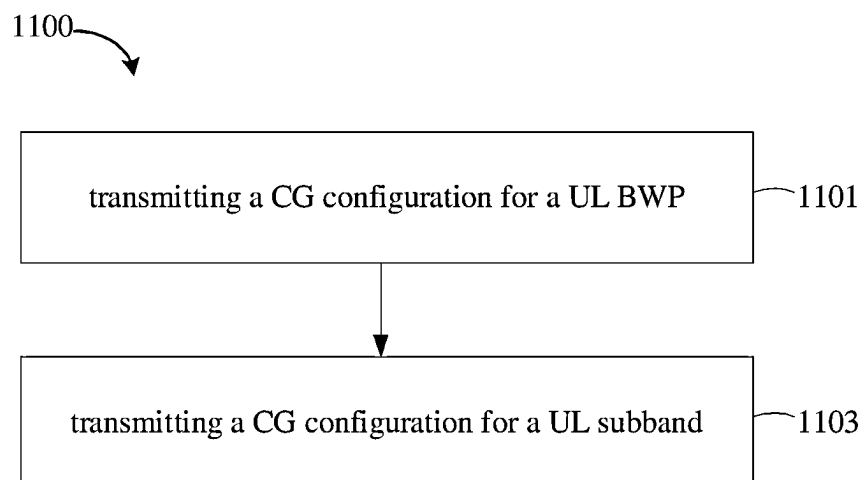 1100
transmitting a CG configuration for a UL BWP
1101
transmitting a CG configuration for a UL subband
1103